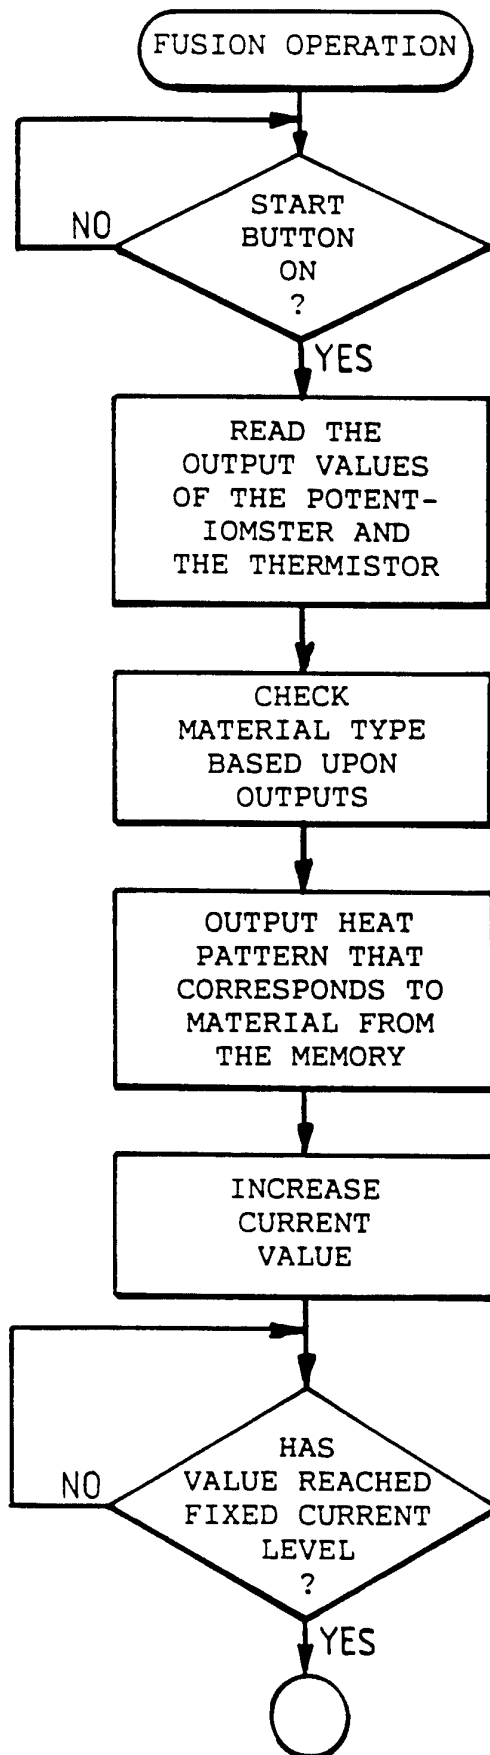 FUSION OPERATION
START
BUTTON
ON
?
NO
YES
READ THE
OUTPUT VALUES
OF THE POTENT-
IOMSTER AND
THE THERMISTOR
CHECK
MATERIAL TYPE
BASED UPON
OUTPUTS
OUTPUT HEAT
PATTERN THAT
CORRESPONDS TO
MATERIAL FROM
THE MEMORY
INCREASE
CURRENT
VALUE
HAS
VALUE REACHED
FIXED CURRENT
LEVEL
?
NO
YES